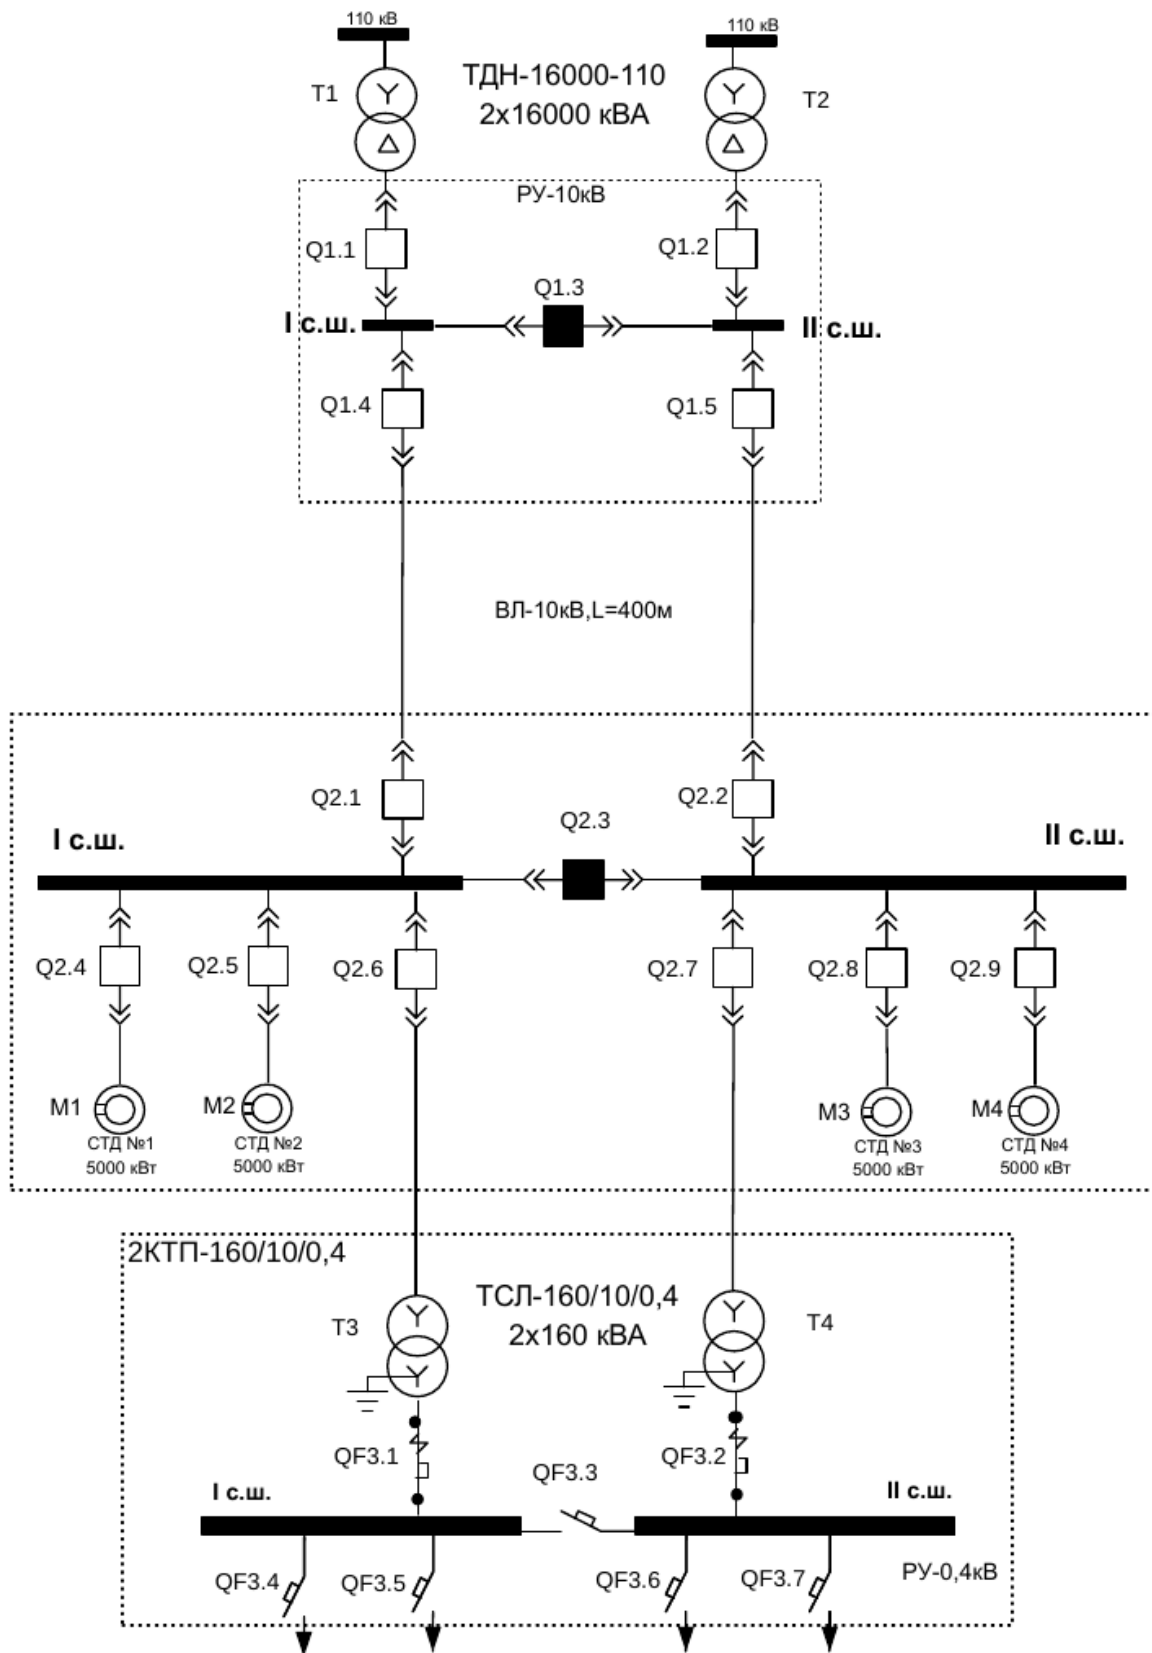 110 кВ
110 кВ
ТДН-16000-110
2х16000 кВА
Т1
Т2
РУ-10кВ
Q1.1
Q1.2
Q1.3
I с.ш.
II с.ш.
Q1.4
Q1.5
ВЛ-10кВ,L=400м
Q2.1
Q2.2
Q2.3
I с.ш.
II с.ш.
Q2.4
Q2.5
Q2.6
Q2.7
Q2.8
Q2.9
М1
М2
М3
М4
СТД №1
5000 кВт
СТД №2
5000 кВт
СТД №3
5000 кВт
СТД №4
5000 кВт
2КТП-160/10/0,4
ТСЛ-160/10/0,4
2х160 кВА
Т3
Т4
QF3.1
QF3.2
QF3.3
I с.ш.
II с.ш.
QF3.4
QF3.5
QF3.6
QF3.7
РУ-0,4кВ